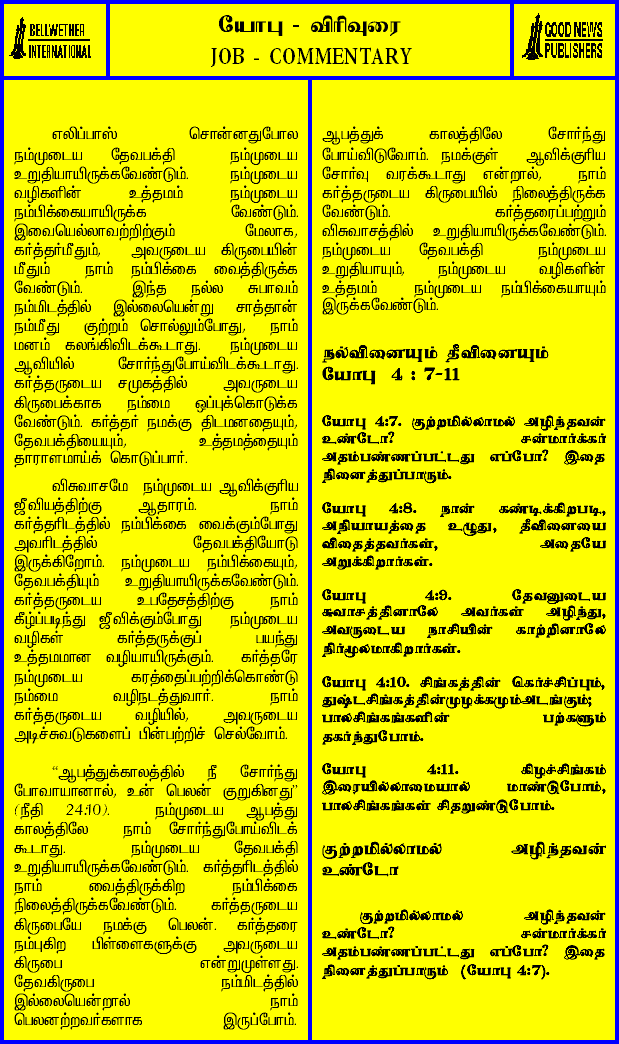 BELLWETHER
INTERNATIONAL
யோபு - விரிவுரை
JOB - COMMENTARY
GOOD NEWS
PUBLISHERS
எலிப்பாஸ் சொன்னதுபோல
நம்முடைய தேவபக்தி நம்முடைய
உறுதியாயிருக்கவேண்டும். நம்முடைய
வழிகளின் உத்தமம் நம்முடைய
நம்பிக்கையாயிருக்க வேண்டும்.
இவையெல்லாவற்றிற்கும் மேலாக,
கர்த்தர்மீதும், அவருடைய கிருபையின்
மீதும் நாம் நம்பிக்கை வைத்திருக்க
வேண்டும். இந்த நல்ல சுபாவம்
நம்மிடத்தில் இல்லையென்று சாத்தான்
நம்மீது குற்றம் சொல்லும்போது, நாம்
மனம் கலங்கிவிடக்கூடாது. நம்முடைய
ஆவியில் சோர்ந்துபோய்விடக்கூடாது.
கர்த்தருடைய சமுகத்தில் அவருடைய
கிருபைக்காக நம்மை ஒப்புக்கொடுக்க
வேண்டும். கர்த்தர் நமக்கு திடமனதையும்,
தேவபக்தியையும், உத்தமத்தையும்
தாராளமாய்க் கொடுப்பார்.
விசுவாசமே நம்முடைய ஆவிக்குரிய
ஜீவியத்திற்கு ஆதாரம். நாம்
கர்த்தரிடத்தில் நம்பிக்கை வைக்கும்போது
அவரிடத்தில் தேவபக்தியோடு
இருக்கிறோம். நம்முடைய நம்பிக்கையும்,
தேவபக்தியும் உறுதியாயிருக்கவேண்டும்.
கர்த்தருடைய உபதேசத்திற்கு நாம்
கீழ்ப்படிந்து ஜீவிக்கும்போது நம்முடைய
வழிகள் கர்த்தருக்குப் பயந்து
உத்தமமான வழியாயிருக்கும். கர்த்தரே
நம்முடைய கரத்தைப்பற்றிக்கொண்டு
நம்மை வழிநடத்துவார். நாம்
கர்த்தருடைய வழியில், அவருடைய
அடிச்சுவடுகளைப் பின்பற்றிச் செல்வோம்.
“ஆபத்துக்காலத்தில் நீ சோர்ந்து
போவாயானால், உன் பெலன் குறுகினது”
(நீதி 24:10). நம்முடைய ஆபத்து
காலத்திலே நாம் சோர்ந்துபோய்விடக்
கூடாது. நம்முடைய தேவபக்தி
உறுதியாயிருக்கவேண்டும். கர்த்தரிடத்தில்
நாம் வைத்திருக்கிற நம்பிக்கை
நிலைத்திருக்கவேண்டும். கர்த்தருடைய
கிருபையே நமக்கு பெலன். கர்த்தரை
நம்புகிற பிள்ளைகளுக்கு அவருடைய
கிருபை என்றுமுள்ளது.
தேவகிருபை நம்மிடத்தில்
இல்லையென்றால் நாம்
பெலனற்றவர்களாக இருப்போம்.
ஆபத்துக் காலத்திலே சோர்ந்து
போய்விடுவோம். நமக்குள் ஆவிக்குரிய
சோர்வு வரக்கூடாது என்றால், நாம்
கர்த்தருடைய கிருபையில் நிலைத்திருக்க
வேண்டும். கர்த்தரைப்பற்றும்
விசுவாசத்தில் உறுதியாயிருக்கவேண்டும்.
நம்முடைய தேவபக்தி நம்முடைய
உறுதியாயும், நம்முடைய வழிகளின்
உத்தமம் நம்முடைய நம்பிக்கையாயும்
இருக்கவேண்டும்.
நல்வினையும் தீவினையும்
யோபு 4 : 7-11
யோபு 4:7. குற்றமில்லாமல் அழிந்தவன்
உண்டோ? சன்மார்க்கர்
அதம்பண்ணப்பட்டது எப்போ? இதை
நினைத்துப்பாரும்.
யோபு 4:8. நான் கண்டிக்கிறபடி,
அநியாயத்தை உழுது, தீவினையை
விதைத்தவர்கள், அதையே
அறுக்கிறார்கள்.
யோபு 4:9. தேவனுடைய
சுவாசத்தினாலே அவர்கள் அழிந்து,
அவருடைய நாசியின் காற்றினாலே
நிர்மூலமாகிறார்கள்.
யோபு 4:10. சிங்கத்தின் கெர்ச்சிப்பும்,
துஷ்டசிங்கத்தின்முழக்கமும்அடங்கும்;
பாலசிங்கங்களின் பற்களும்
தகர்ந்துபோம்.
யோபு 4:11. கிழச்சிங்கம்
இரையில்லாமையால் மாண்டுபோம்,
பாலசிங்கங்கள் சிதறுண்டுபோம்.
குற்றமில்லாமல் அழிந்தவன்
உண்டோ
குற்றமில்லாமல் அழிந்தவன்
உண்டோ? சன்மார்க்கர்
அதம்பண்ணப்பட்டது எப்போ? இதை
நினைத்துப்பாரும் (யோபு 4:7).